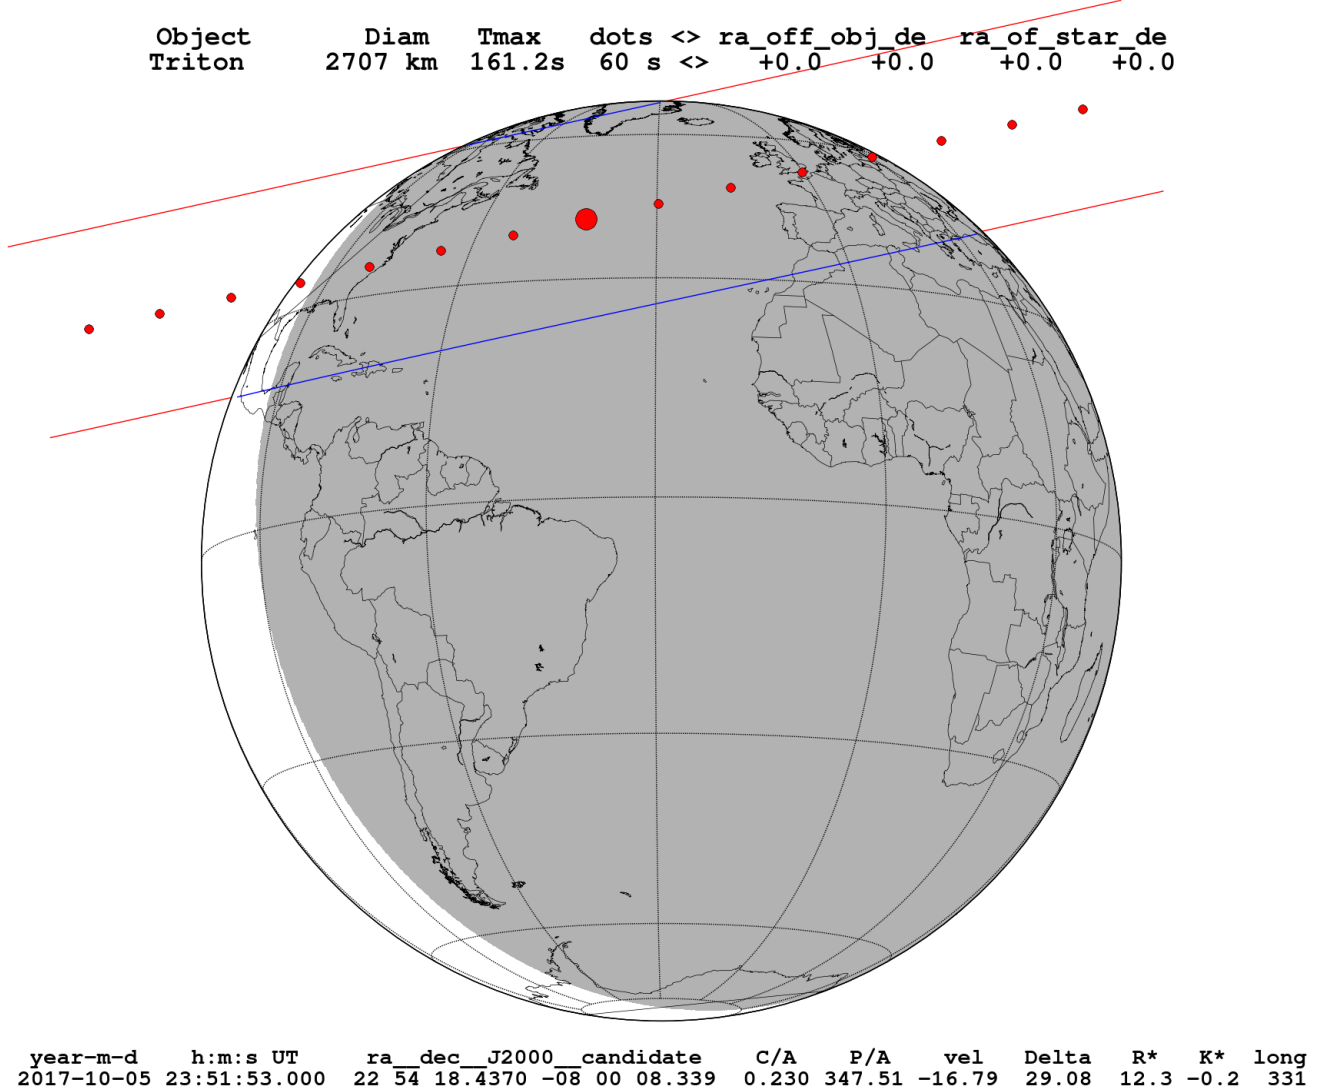 Object Diam Tmax dots <> ra_off_obj_de ra_of_star_de
Triton 2707 km 161.2s 60 s <> +0.0 +0.0 +0.0 +0.0
year-m-d h:m:s UT ra__dec__J2000__candidate C/A P/A vel Delta R* K* long
2017-10-05 23:51:53.000 22 54 18.4370 -08 00 08.339 0.230 347.51 -16.79 29.08 12.3 -0.2 331